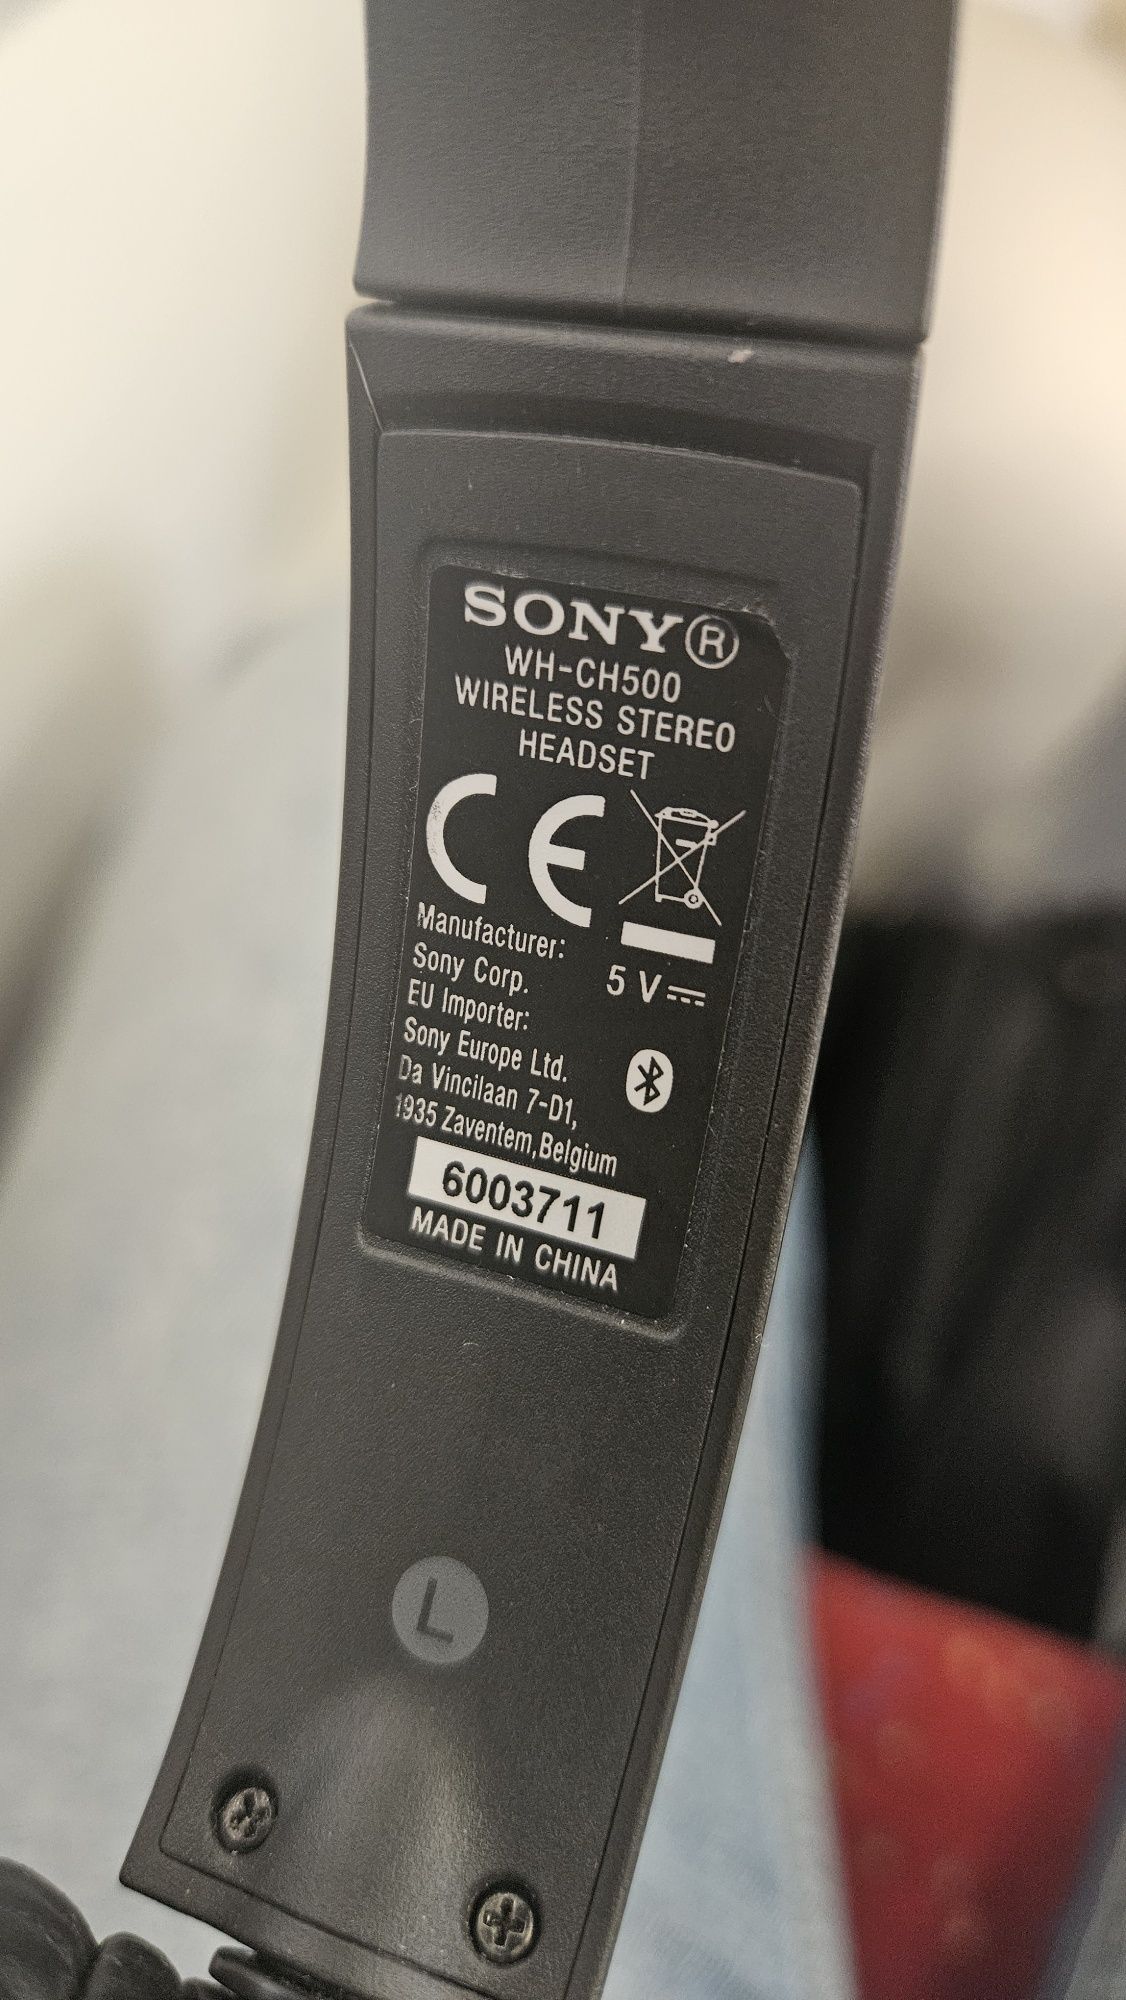 SONY®
WH-CH500
WIRELESS STEREO
HEADSET
CE
Manufacturer:
Sony Corp.
EU Importer:
Sony Europe Ltd.
Da Vincilaan 7-D1,
1935 Zaventem,Belgium
5 V⎓
6003711
MADE IN CHINA
L